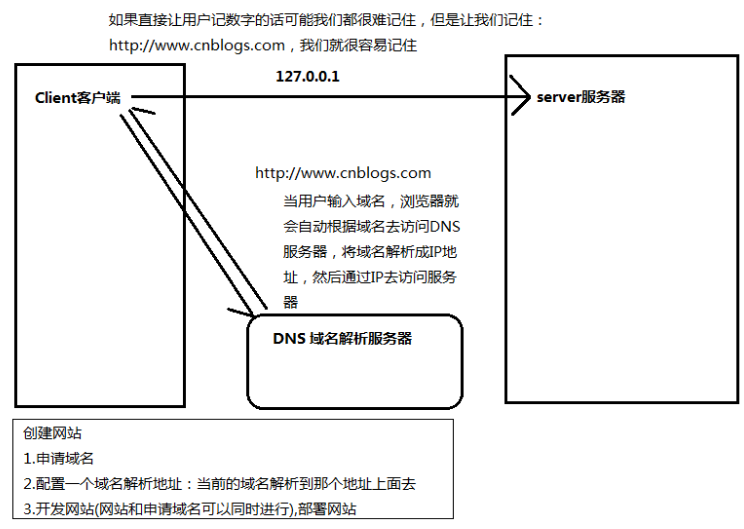 如果直接让用户记数字的话可能我们都很难记住，但是让我们记住：
http://www.cnblogs.com，我们就很容易记住
127.0.0.1
Client客户端
server服务器
http://www.cnblogs.com
当用户输入域名，浏览器就
会自动根据域名去访问DNS
服务器，将域名解析成IP地
址，然后通过IP去访问服务
器
DNS 域名解析服务器
创建网站
1.申请域名
2.配置一个域名解析地址：当前的域名解析到那个地址上面去
3.开发网站(网站和申请域名可以同时进行),部署网站